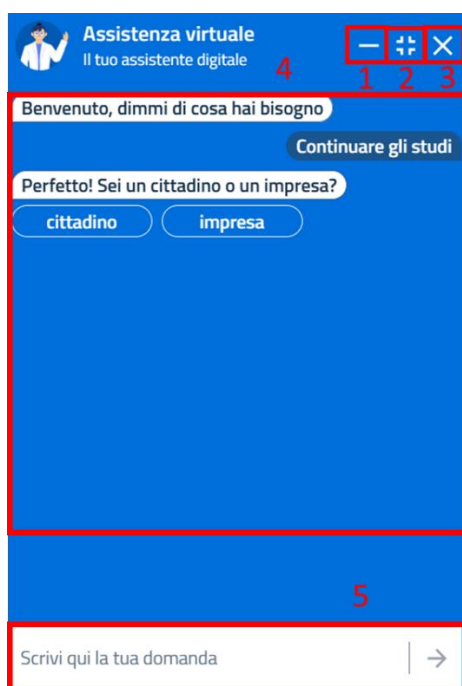 Assistenza virtuale
Il tuo assistente digitale
4
1
2
3
Benvenuto, dimmi di cosa hai bisogno
Continuare gli studi
Perfetto! Sei un cittadino o un impresa?
cittadino
impresa
5
Scrivi qui la tua domanda